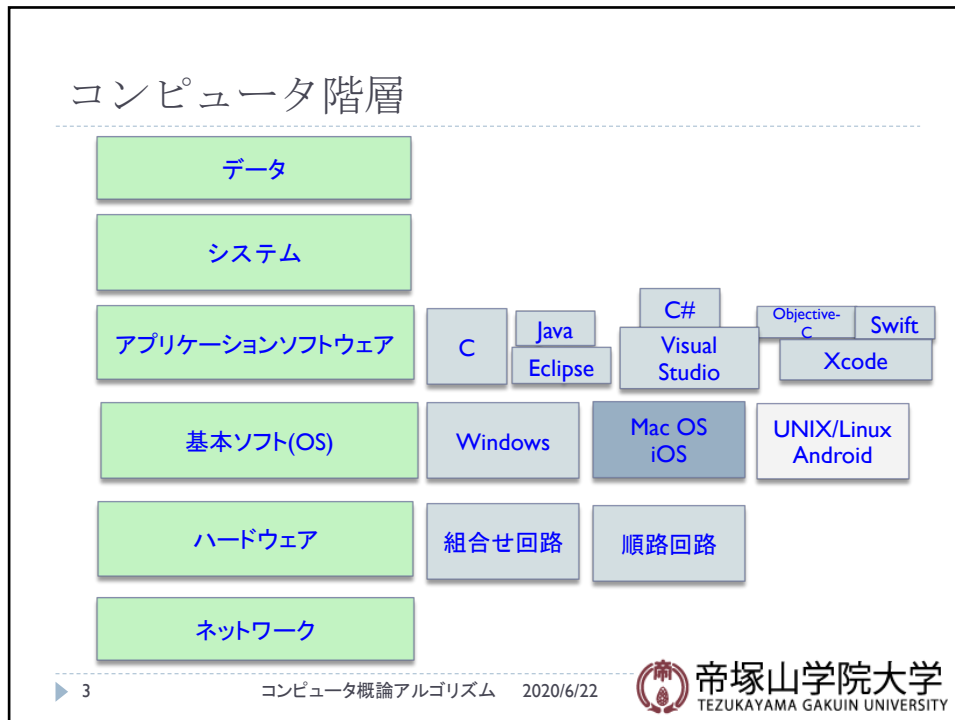 コンピュータ階層
データ
システム
アプリケーションソフトウェア
C
Java
Eclipse
C#
Visual
Studio
Objective-
C
Swift
Xcode
基本ソフト(OS)
Windows
Mac OS
iOS
UNIX/Linux
Android
ハードウェア
組合せ回路
順路回路
ネットワーク
3
コンピュータ概論アルゴリズム 2020/6/22
帝
帝塚山学院大学
TEZUKAYAMA GAKUIN UNIVERSITY